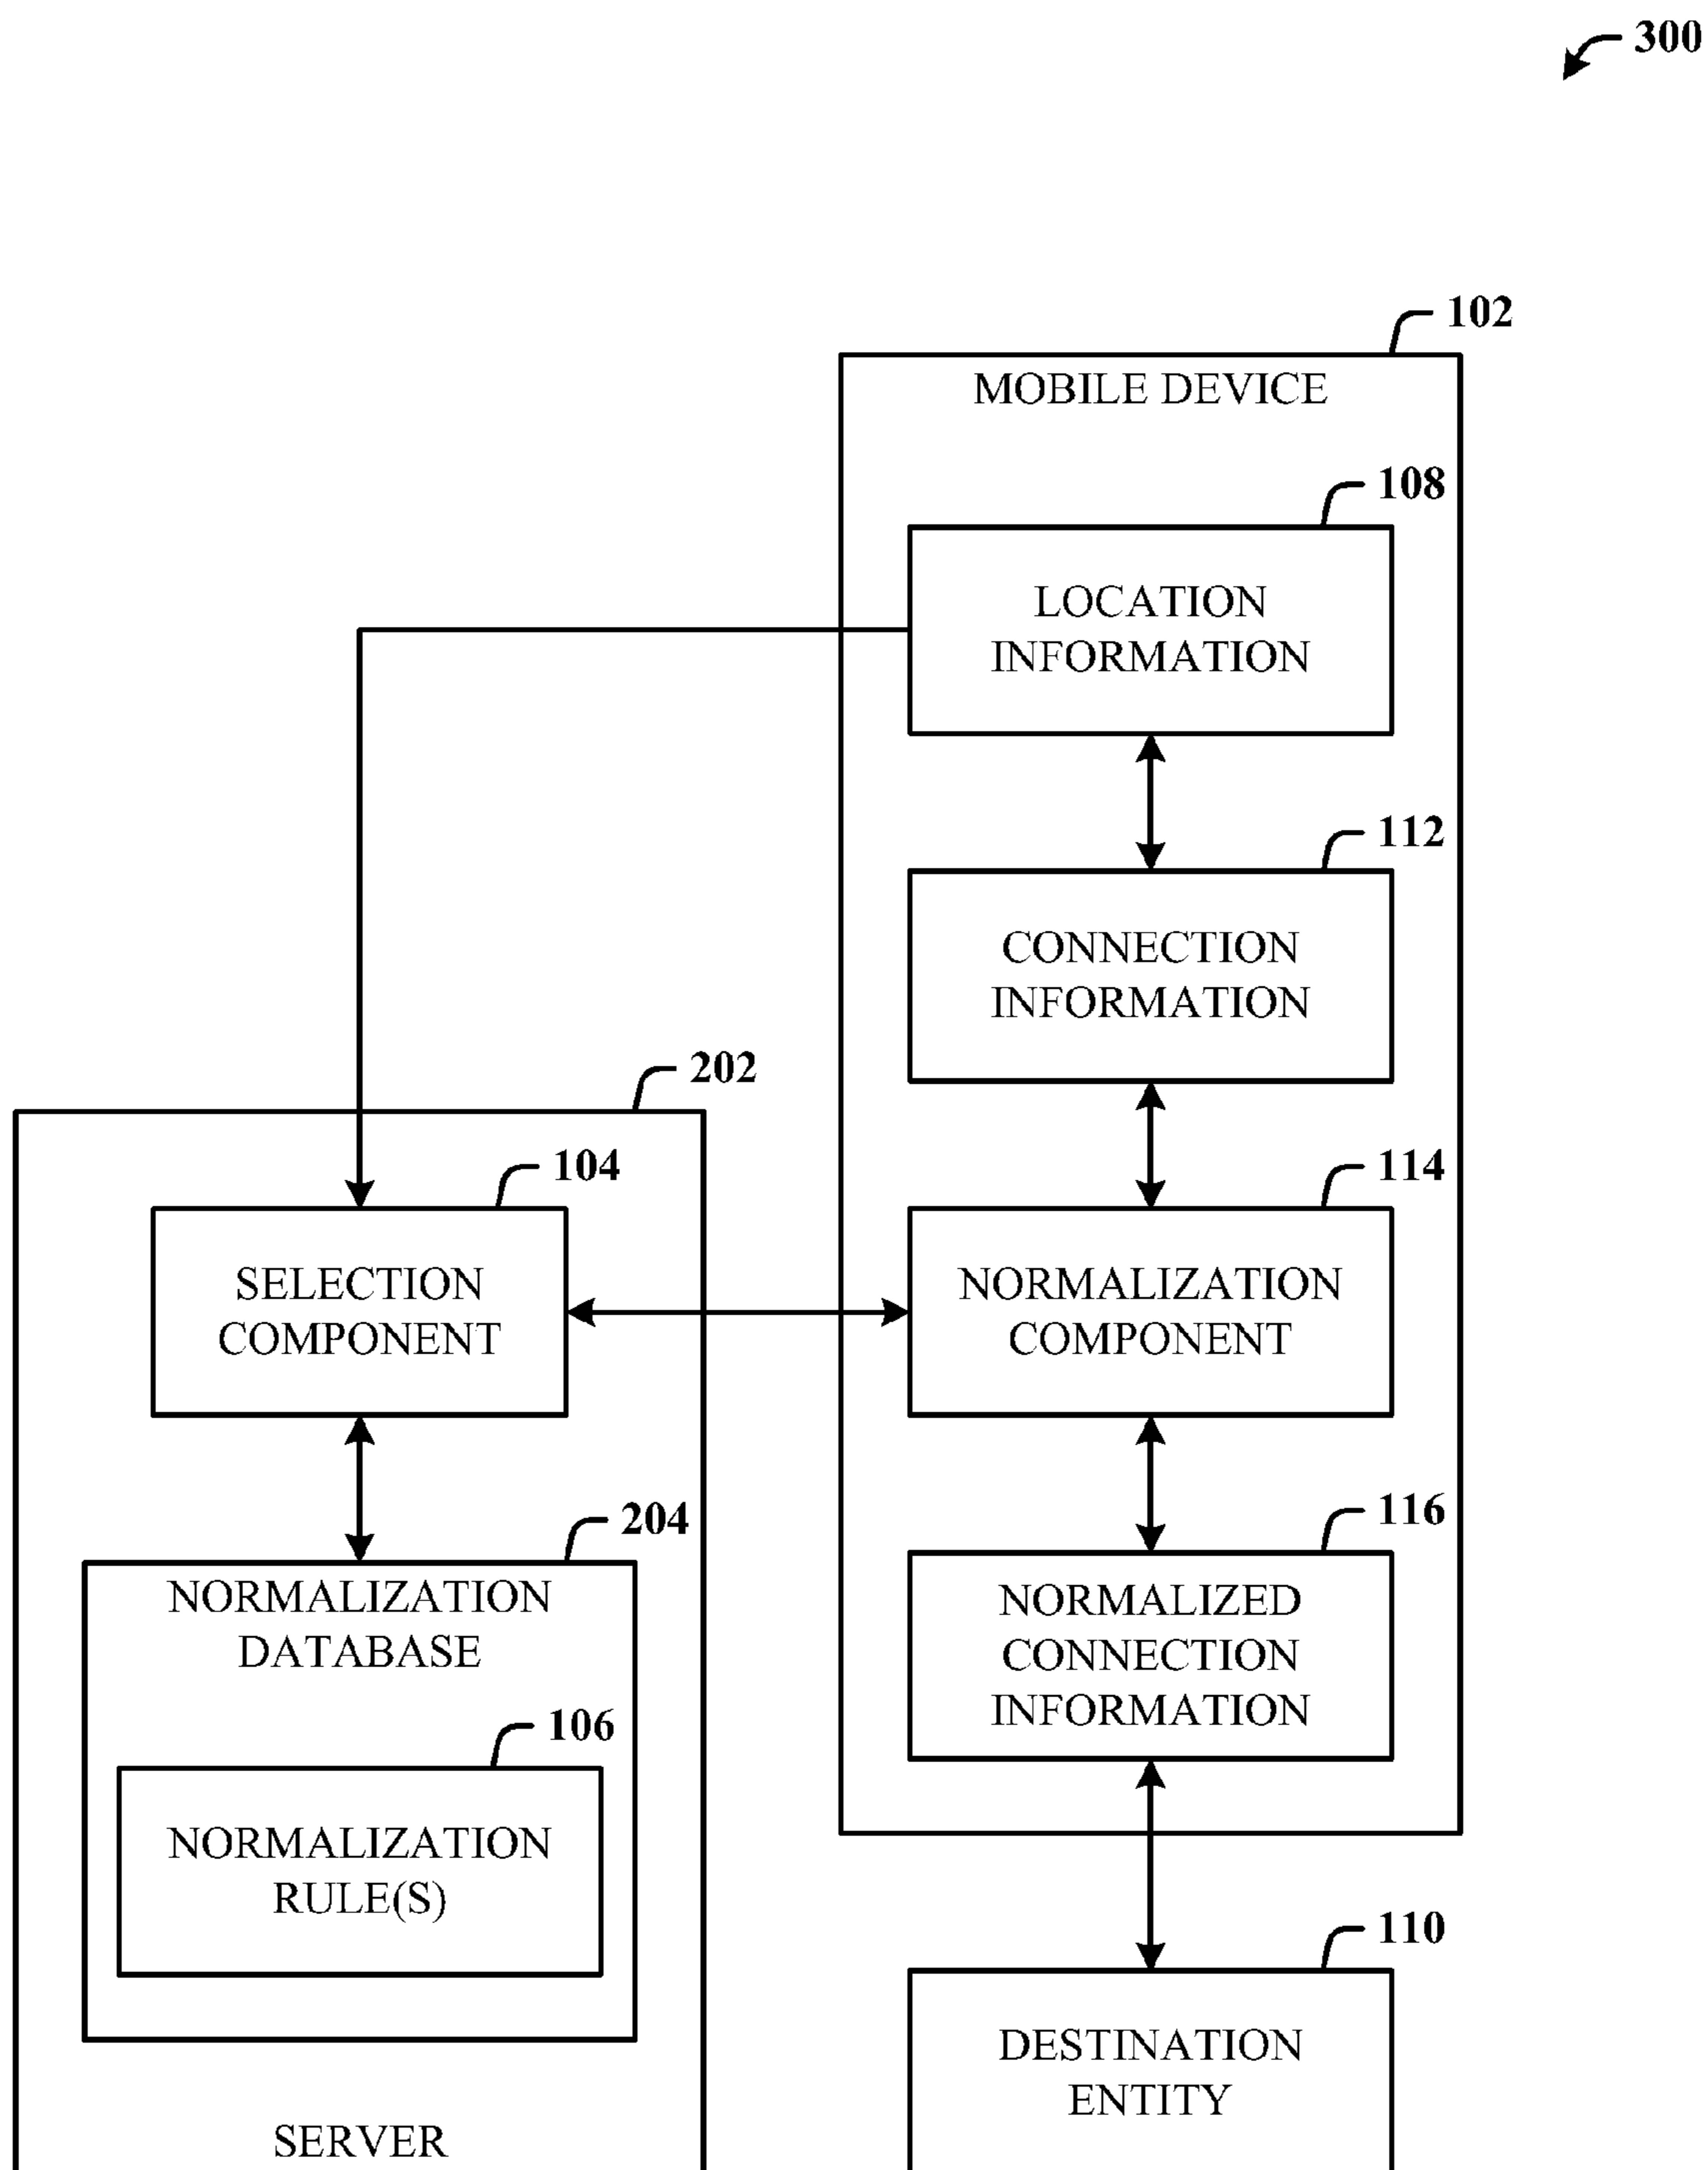 300
102
MOBILE DEVICE
108
LOCATION
INFORMATION
112
CONNECTION
INFORMATION
202
104
SELECTION
COMPONENT
114
NORMALIZATION
COMPONENT
204
NORMALIZATION
DATABASE
106
NORMALIZATION
RULE(S)
SERVER
116
NORMALIZED
CONNECTION
INFORMATION
110
DESTINATION
ENTITY